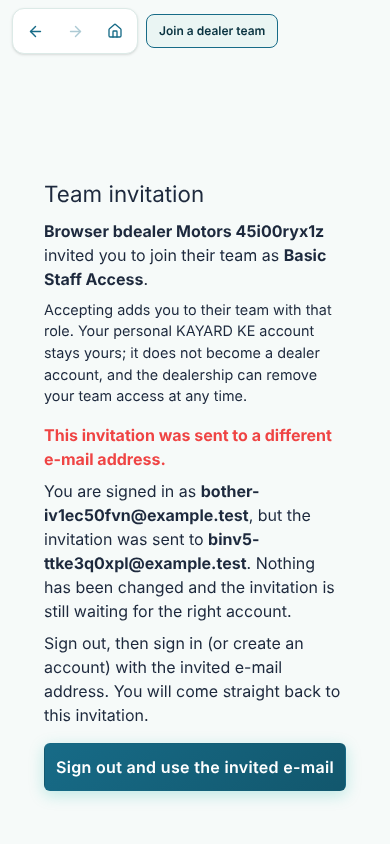 Join a dealer team
Team invitation
Browser bdealer Motors 45i00ryx1z
invited you to join their team as Basic
Staff Access.
Accepting adds you to their team with that
role. Your personal KAYARD KE account
stays yours; it does not become a dealer
account, and the dealership can remove
your team access at any time.
This invitation was sent to a different
e-mail address.
You are signed in as bother-
iv1ec50fvn@example.test, but the
invitation was sent to binv5-
ttke3q0xpl@example.test. Nothing
has been changed and the invitation is
still waiting for the right account.
Sign out, then sign in (or create an
account) with the invited e-mail
address. You will come straight back to
this invitation.
Sign out and use the invited e-mail